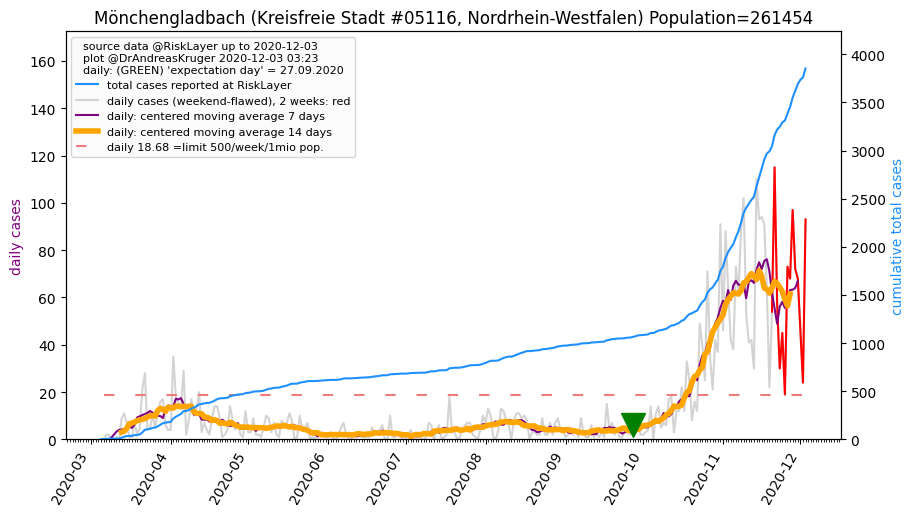 Mönchengladbach (Kreisfreie Stadt #05116, Nordrhein-Westfalen) Population=261454
source data @RiskLayer up to 2020-12-03
plot @DrAndreasKruger 2020-12-03 03:23
daily: (GREEN) 'expectation day' = 27.09.2020
total cases reported at RiskLayer
daily cases (weekend-flawed), 2 weeks: red
daily: centered moving average 7 days
daily: centered moving average 14 days
daily 18.68 =limit 500/week/1mio pop.
daily cases
160
140
120
100
80
60
40
20
0
4000
3500
3000
2500
2000
1500
1000
500
0
cumulative total cases
2020-03
2020-04
2020-05
2020-06
2020-07
2020-08
2020-09
2020-10
2020-11
2020-12